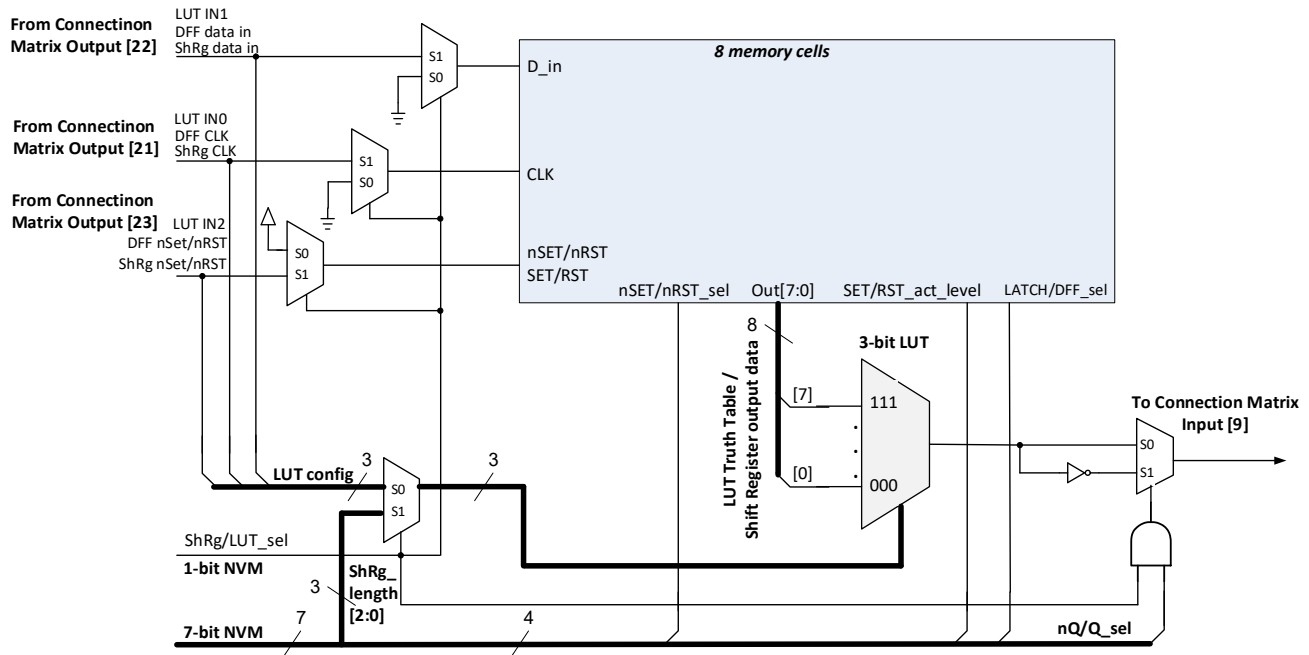 From Connectinon
Matrix Output [22]
LUT IN1
DFF data in
ShRg data in
S1
S0
8 memory cells
D_in
From Connectinon
Matrix Output [21]
LUT IN0
DFF CLK
ShRg CLK
S1
S0
CLK
From Connectinon
Matrix Output [23]
LUT IN2
DFF nSet/nRST
ShRg nSet/nRST
S0
S1
nSET/nRST
SET/RST
nSET/nRST_sel
Out[7:0]
SET/RST_act_level
LATCH/DFF_sel
8
3-bit LUT
LUT Truth Table /
Shift Register output data
[7]
111
.
.
.
[0]
000
To Connection Matrix
Input [9]
S0
S1
LUT config
3
S0
S1
3
ShRg/LUT_sel
1-bit NVM
3
ShRg_
length
[2:0]
7-bit NVM
7
4
nQ/Q_sel